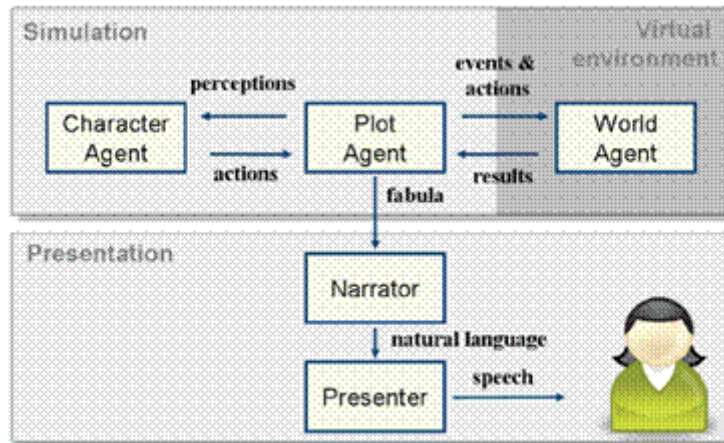 Simulation
Virtual
environment
perceptions
events &
actions
Character
Agent
Plot
Agent
World
Agent
actions
results
fabula
Presentation
Narrator
natural language
Presenter
speech